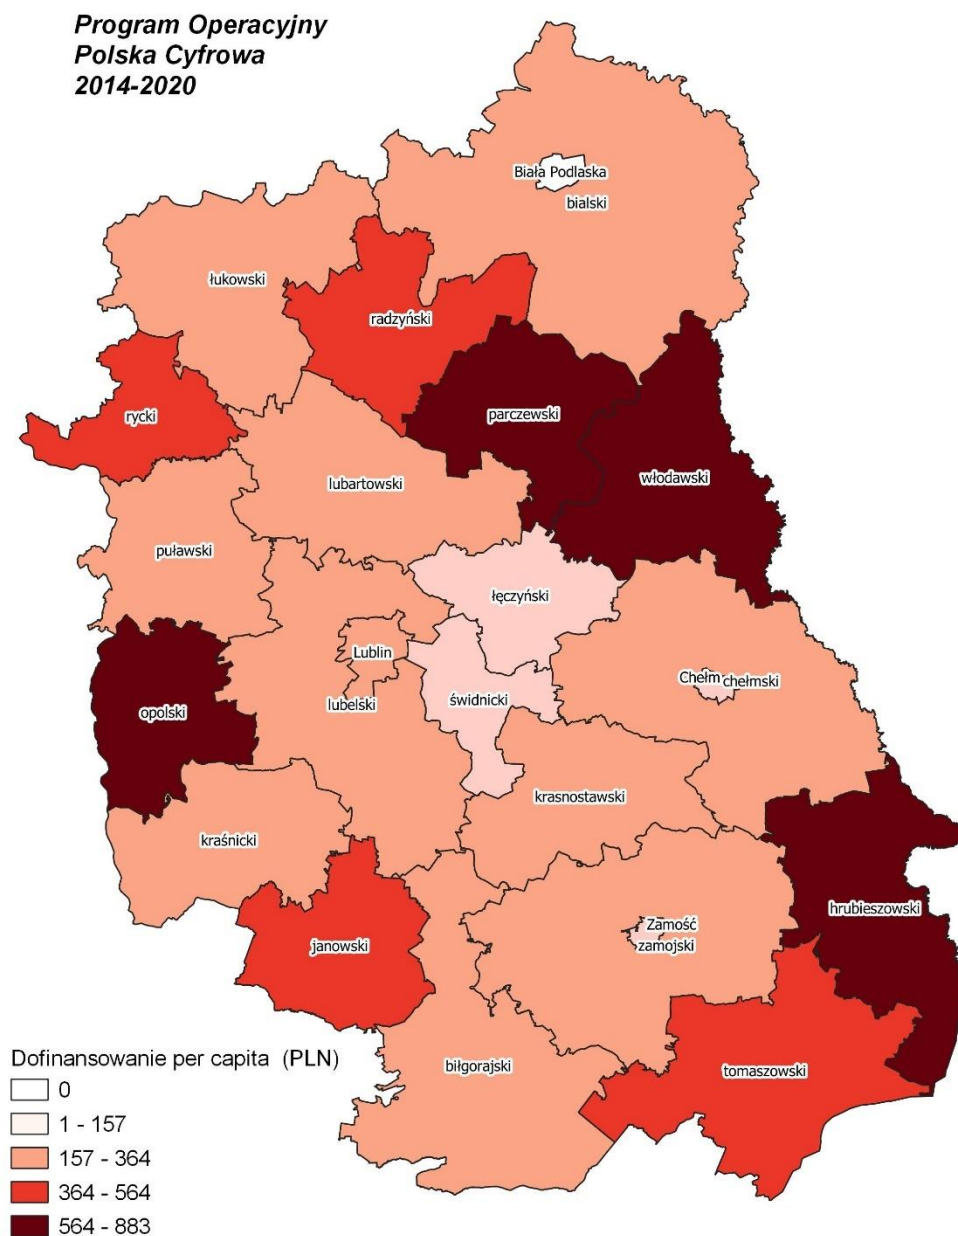 Program Operacyjny
Polska Cyfrowa
2014-2020
Biała Podlaska
bialski
łukowski
radzyński
rycki
parczewski
włodawski
lubartowski
puławski
łęczyński
Lublin
lubelski
świdnicki
Chełm
chełmski
opolski
krasnostawski
kraśnicki
hrubieszowski
Zamość
zamojski
janowski
biłgorajski
tomaszowski
Dofinansowanie per capita (PLN)
0
1 - 157
157 - 364
364 - 564
564 - 883